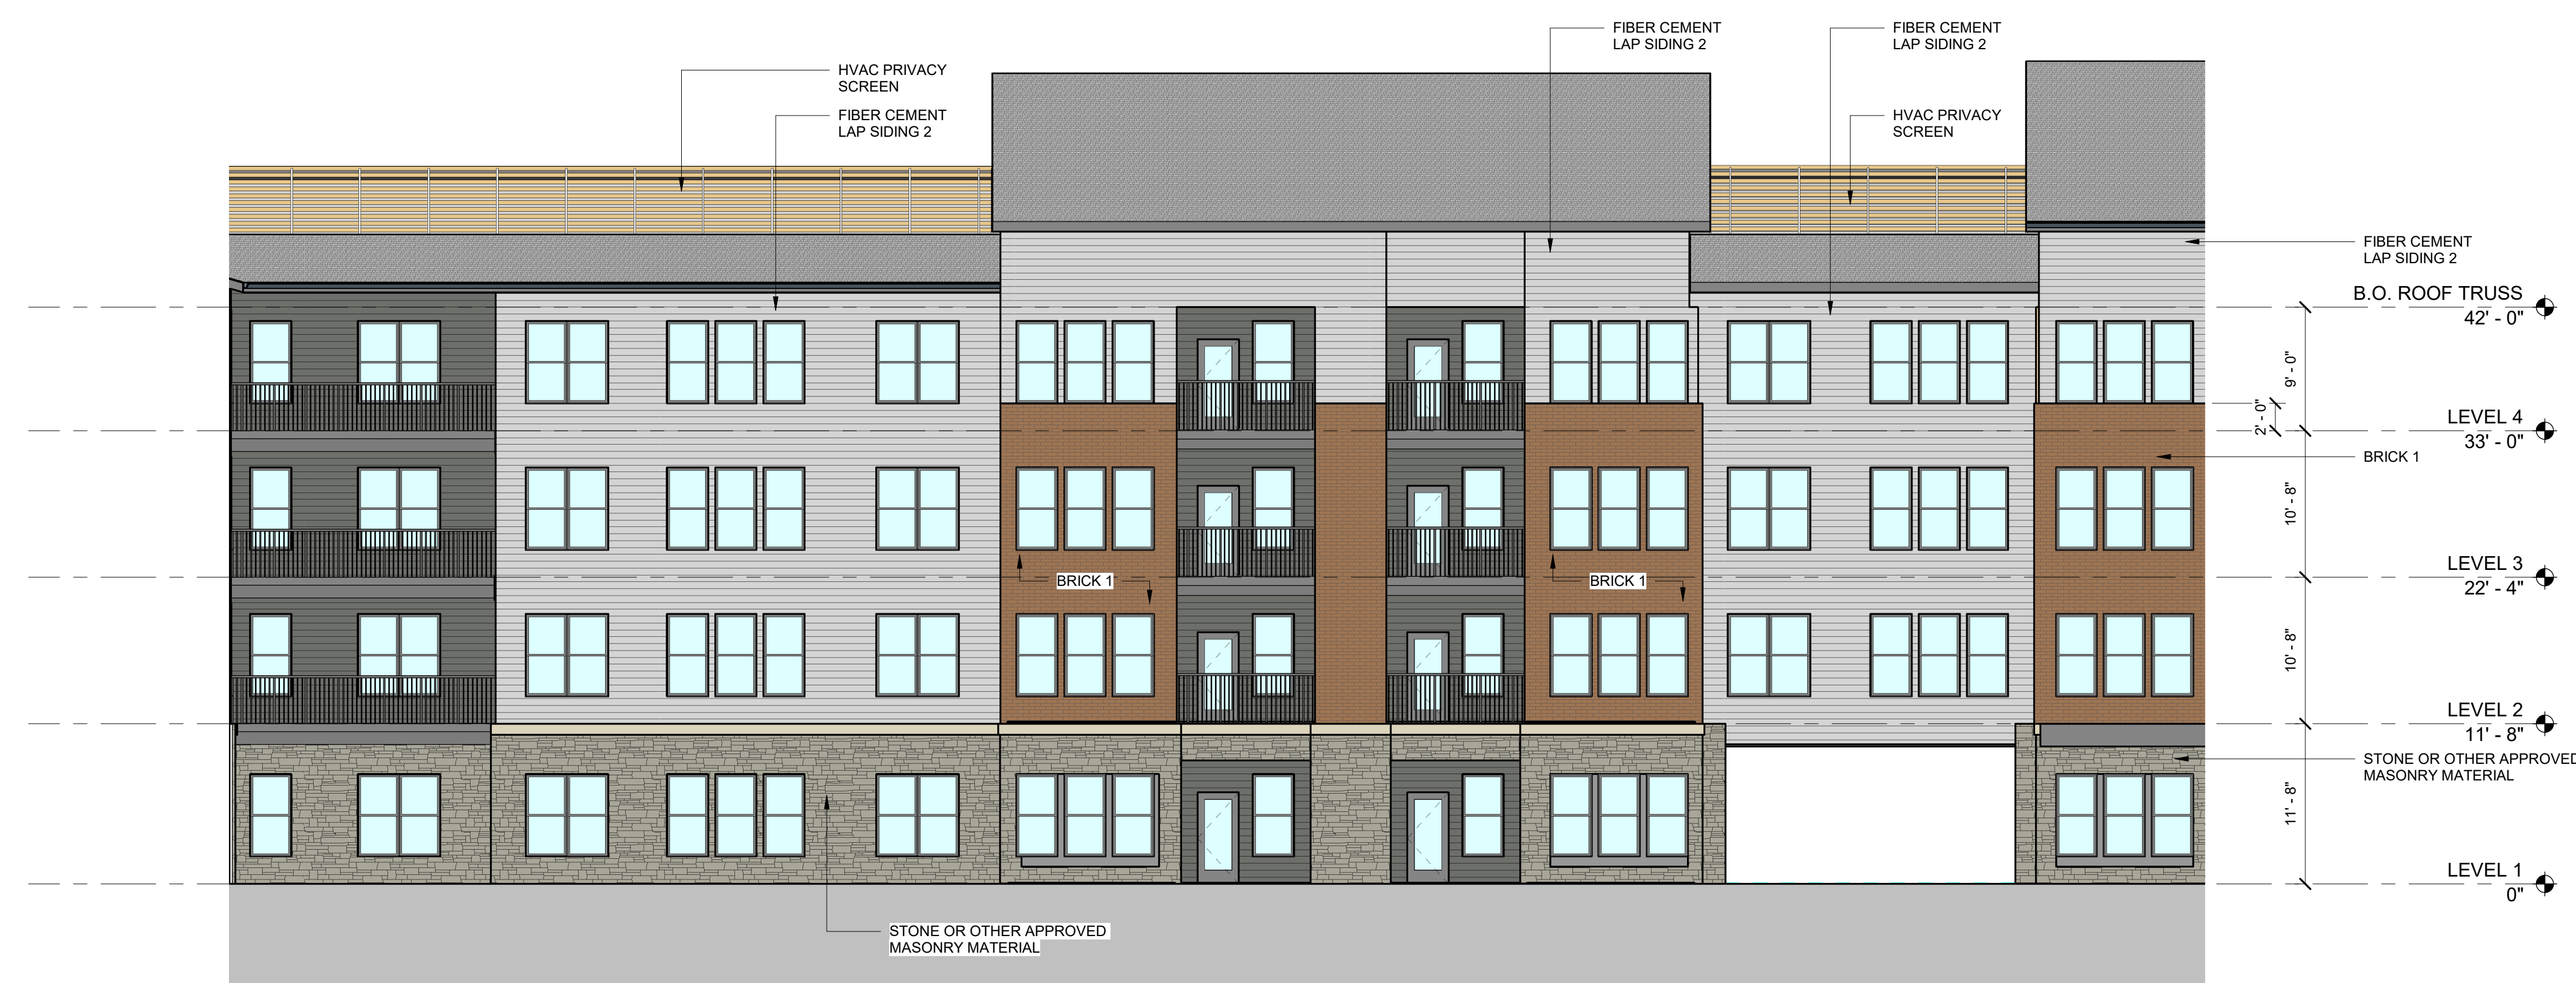 FIBER CEMENT
LAP SIDING 2
FIBER CEMENT
LAP SIDING 2
HVAC PRIVACY
SCREEN
FIBER CEMENT
LAP SIDING 2
HVAC PRIVACY
SCREEN
FIBER CEMENT
LAP SIDING 2
B.O. ROOF TRUSS
42' - 0"
9' - 0"
2' - 0"
LEVEL 4
33' - 0"
BRICK 1
10' - 8"
LEVEL 3
22' - 4"
BRICK 1
BRICK 1
10' - 8"
LEVEL 2
11' - 8"
STONE OR OTHER APPROVED
MASONRY MATERIAL
11' - 8"
LEVEL 1
0"
STONE OR OTHER APPROVED
MASONRY MATERIAL